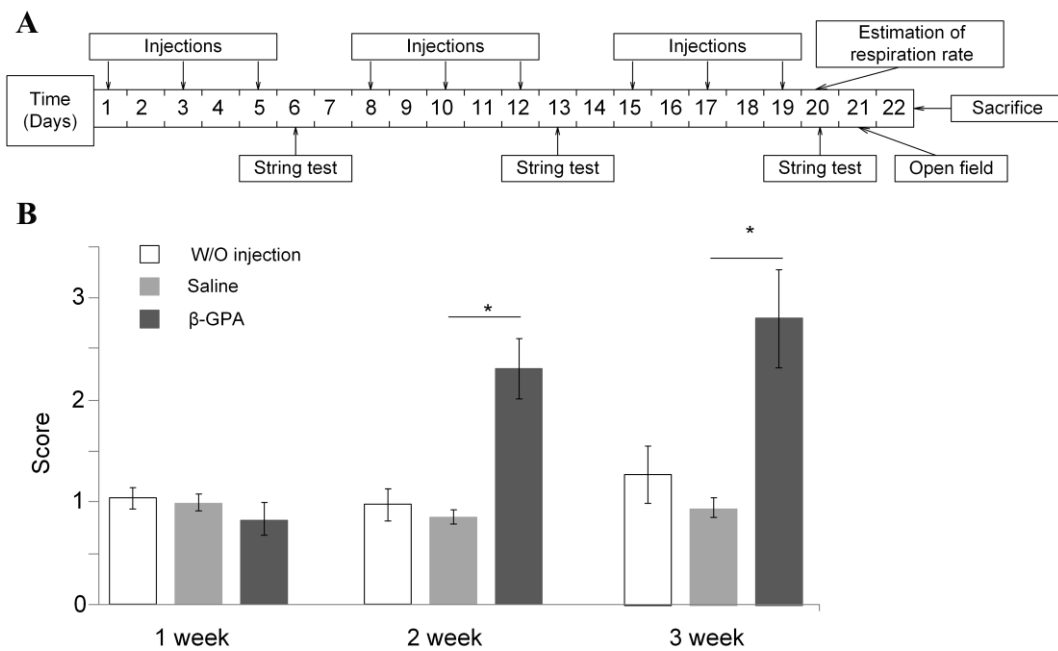 A
Injections
Injections
Injections
Estimation of
respiration rate
Time
(Days)
1 2 3 4 5 6 7 8 9 10 11 12 13 14 15 16 17 18 19 20 21 22
Sacrifice
String test
String test
String test
Open field
B
W/O injection
Saline
β-GPA
*
*
Score
3
2
1
0
1 week
2 week
3 week